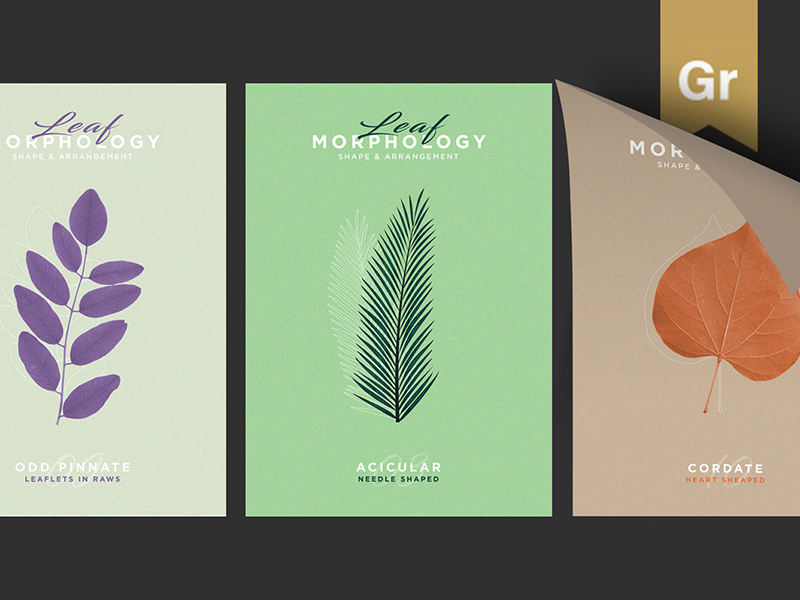 Leaf
MORPHOLOGY
SHAPE & ARRANGEMENT
ODD PINNATE
LEAFLETS IN RAWS
Leaf
MORPHOLOGY
SHAPE & ARRANGEMENT
ACICULAR
NEEDLE SHAPED
Gr
MOR
SHAPE &
CORDATE
HEART SHEAPED